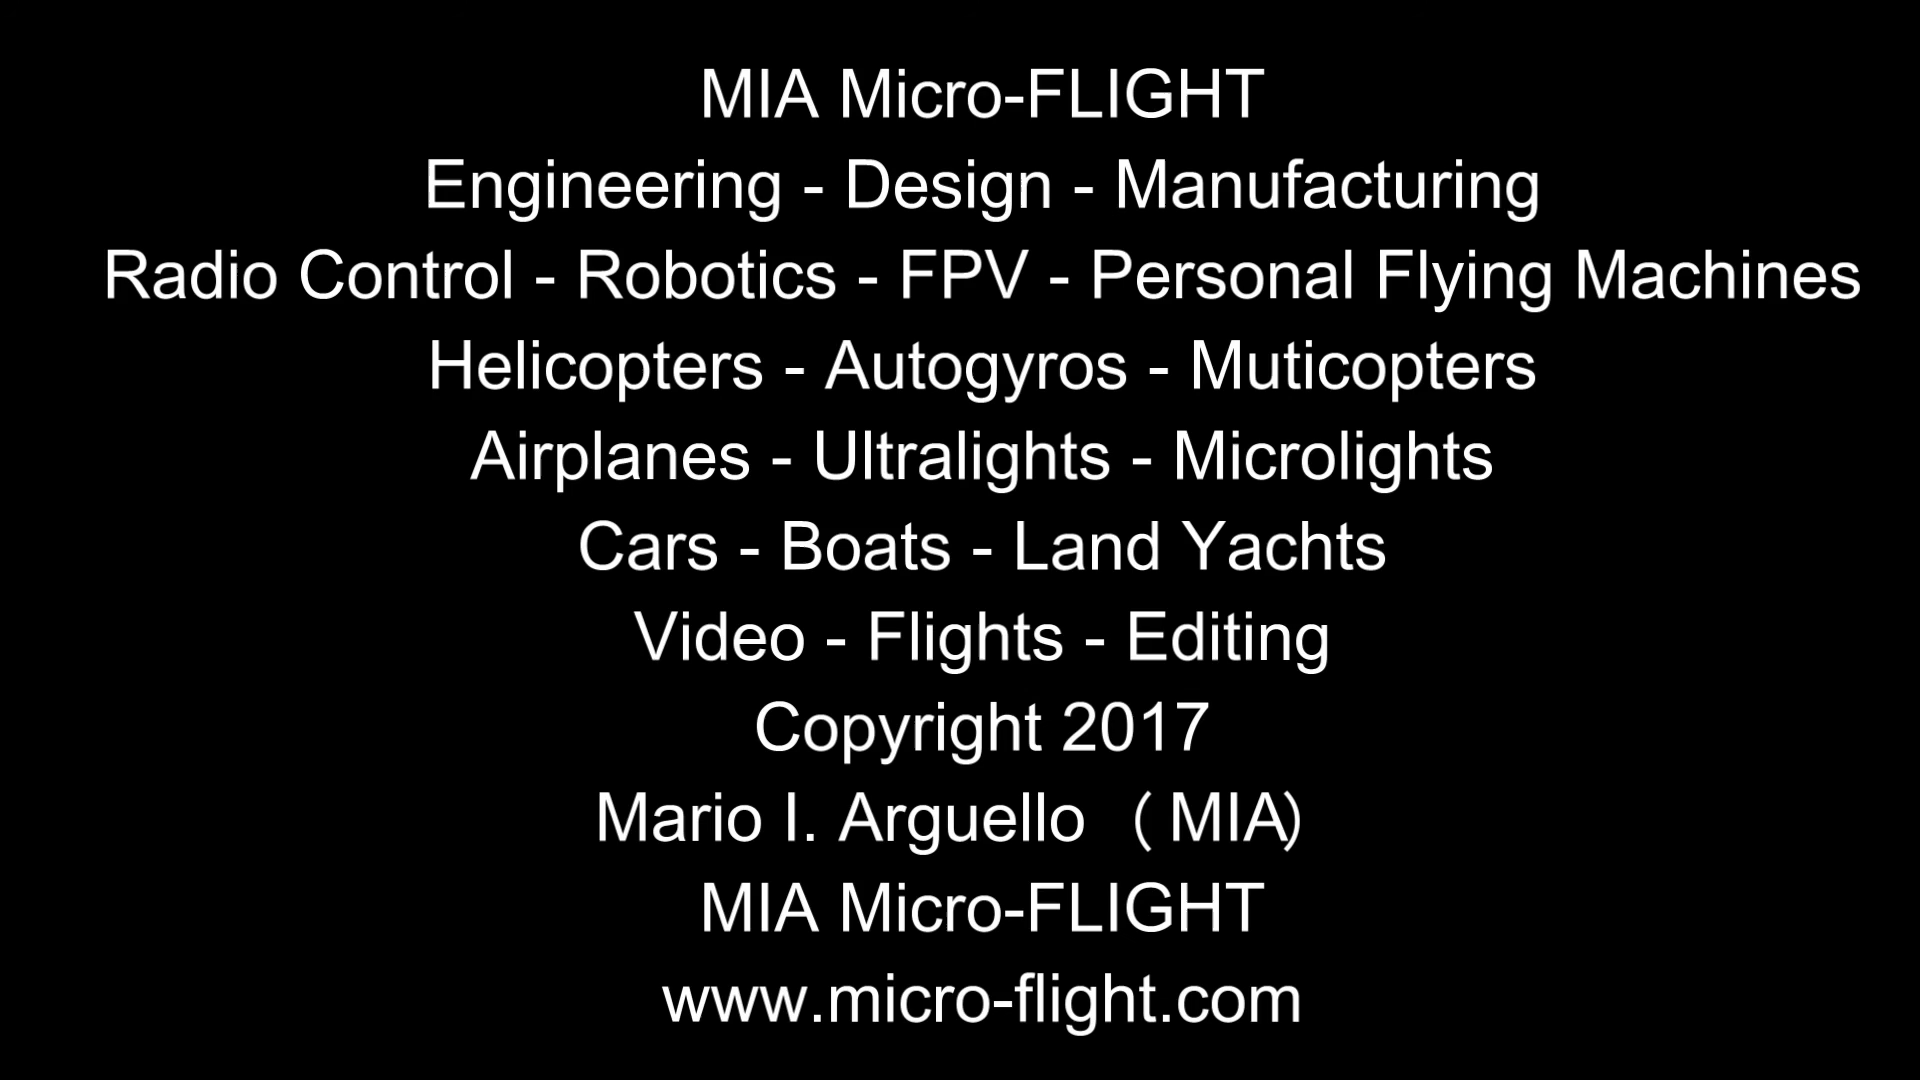 MIA Micro-FLIGHT
Engineering - Design - Manufacturing
Radio Control - Robotics - FPV - Personal Flying Machines
Helicopters - Autogyros - Muticopters
Airplanes - Ultralights - Microlights
Cars - Boats - Land Yachts
Video - Flights - Editing
Copyright 2017
Mario I. Arguello ( MIA)
MIA Micro-FLIGHT
www.micro-flight.com